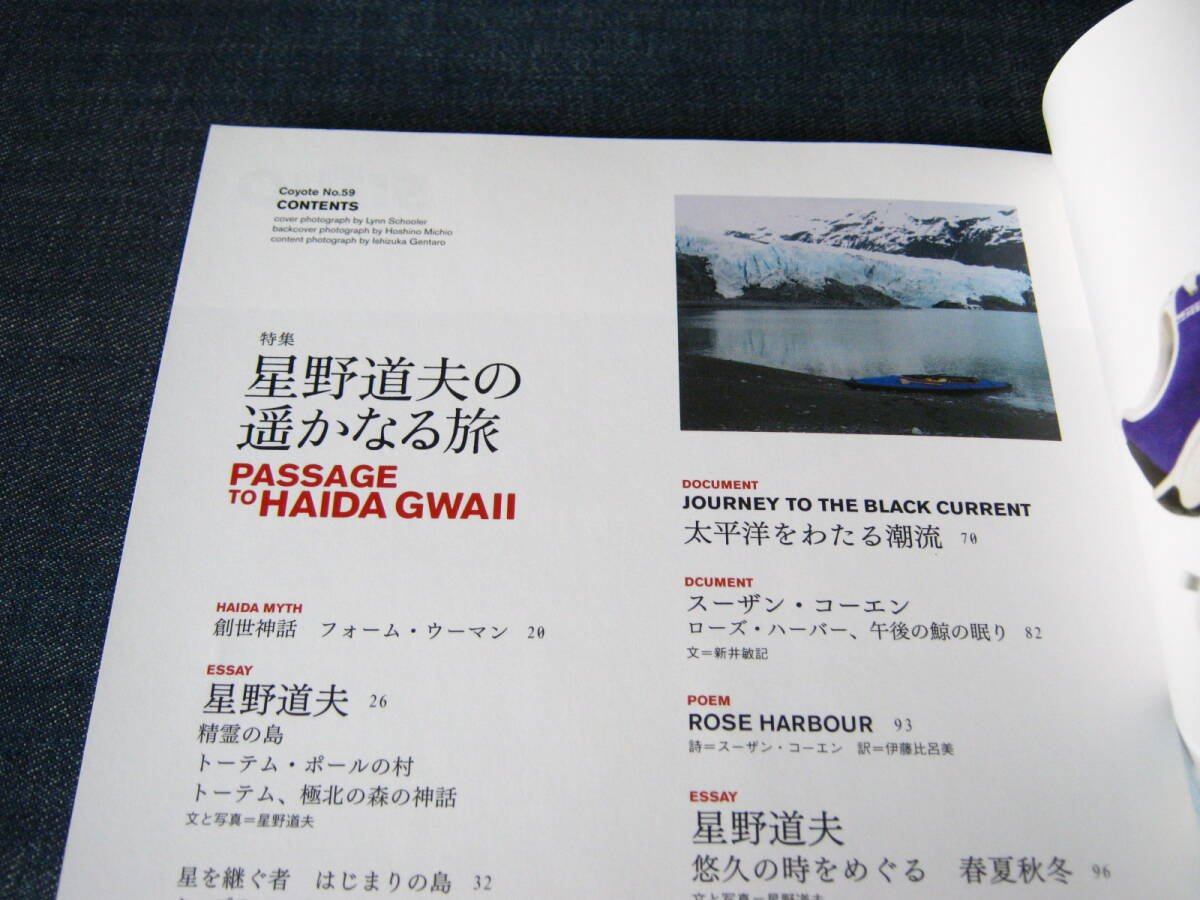 Coyote No.59
CONTENTS
cover photograph by Lynn Schooler
backcover photograph by Hoshino Michio
content photograph by Ishizuka Gentaro
特集
星野道夫の
遥かなる旅
PASSAGE
TO HAIDA GWAII
HAIDA MYTH
創世神話　フォーム・ウーマン 20
ESSAY
星野道夫 26
精霊の島
トーテム・ポールの村
トーテム、極北の森の神話
文と写真＝星野道夫
星を継ぐ者　はじまりの島 32
DOCUMENT
JOURNEY TO THE BLACK CURRENT
太平洋をわたる潮流 70
DCUMENT
スーザン・コーエン
ローズ・ハーバー、午後の鯨の眠り 82
文＝新井敏記
POEM
ROSE HARBOUR 93
詩＝スーザン・コーエン　訳＝伊藤比呂美
ESSAY
星野道夫
悠久の時をめぐる　春夏秋冬 96
文と写真＝星野道夫